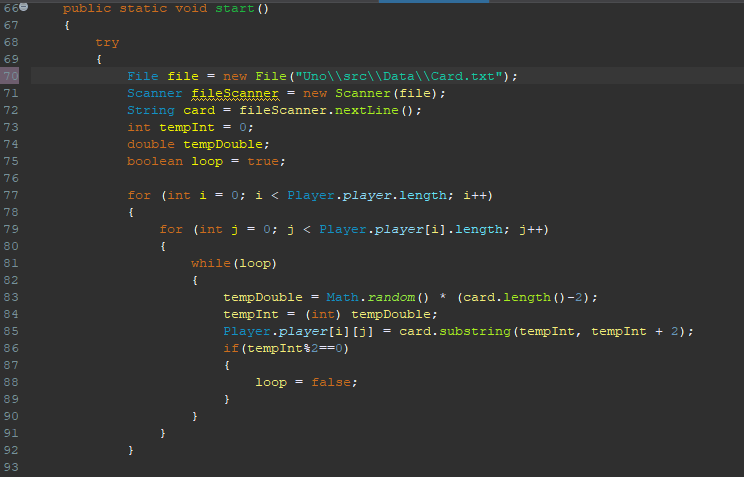 66 public static void start()
67 {
68 try
69 {
70 File file = new File("Uno\\src\\Data\\Card.txt");
71 Scanner fileScanner = new Scanner(file);
72 String card = fileScanner.nextLine();
73 int tempInt = 0;
74 double tempDouble;
75 boolean loop = true;
76
77 for (int i = 0; i < Player.player.length; i++)
78 {
79 for (int j = 0; j < Player.player[i].length; j++)
80 {
81 while(loop)
82 {
83 tempDouble = Math.random() * (card.length()-2);
84 tempInt = (int) tempDouble;
85 Player.player[i][j] = card.substring(tempInt, tempInt + 2);
86 if(tempInt%2==0)
87 {
88 loop = false;
89 }
90 }
91 }
92 }
93